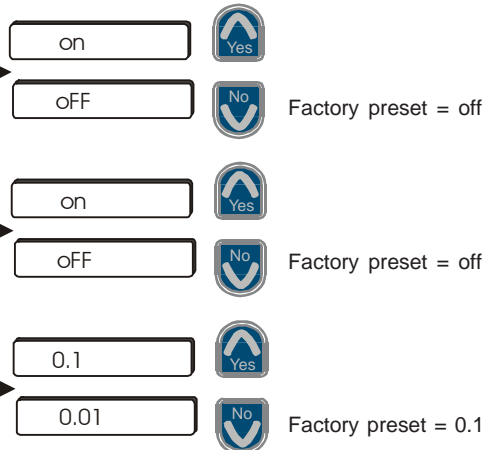 on Yes
oFF No Factory preset = off
on Yes
oFF No Factory preset = off
0.1 Yes
0.01 No Factory preset = 0.1